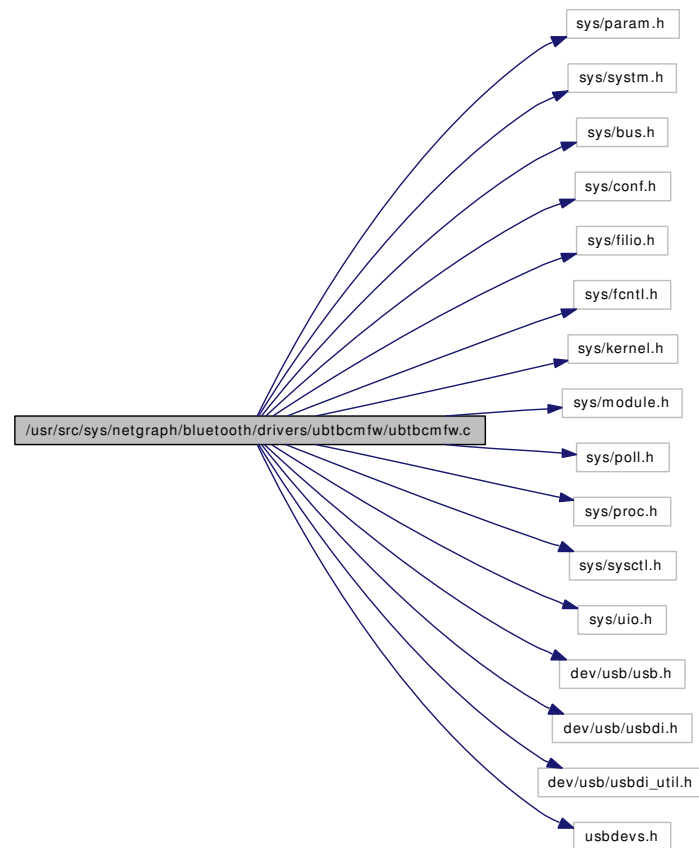 sys/param.h
sys/systm.h
sys/bus.h
sys/conf.h
sys/filio.h
sys/fcntl.h
sys/kernel.h
sys/module.h
/usr/src/sys/netgraph/bluetooth/drivers/ubtbcmfw/ubtbcmfw.c
sys/poll.h
sys/proc.h
sys/sysctl.h
sys/uio.h
dev/usb/usb.h
dev/usb/usbdi.h
dev/usb/usbdi_util.h
usbdevs.h